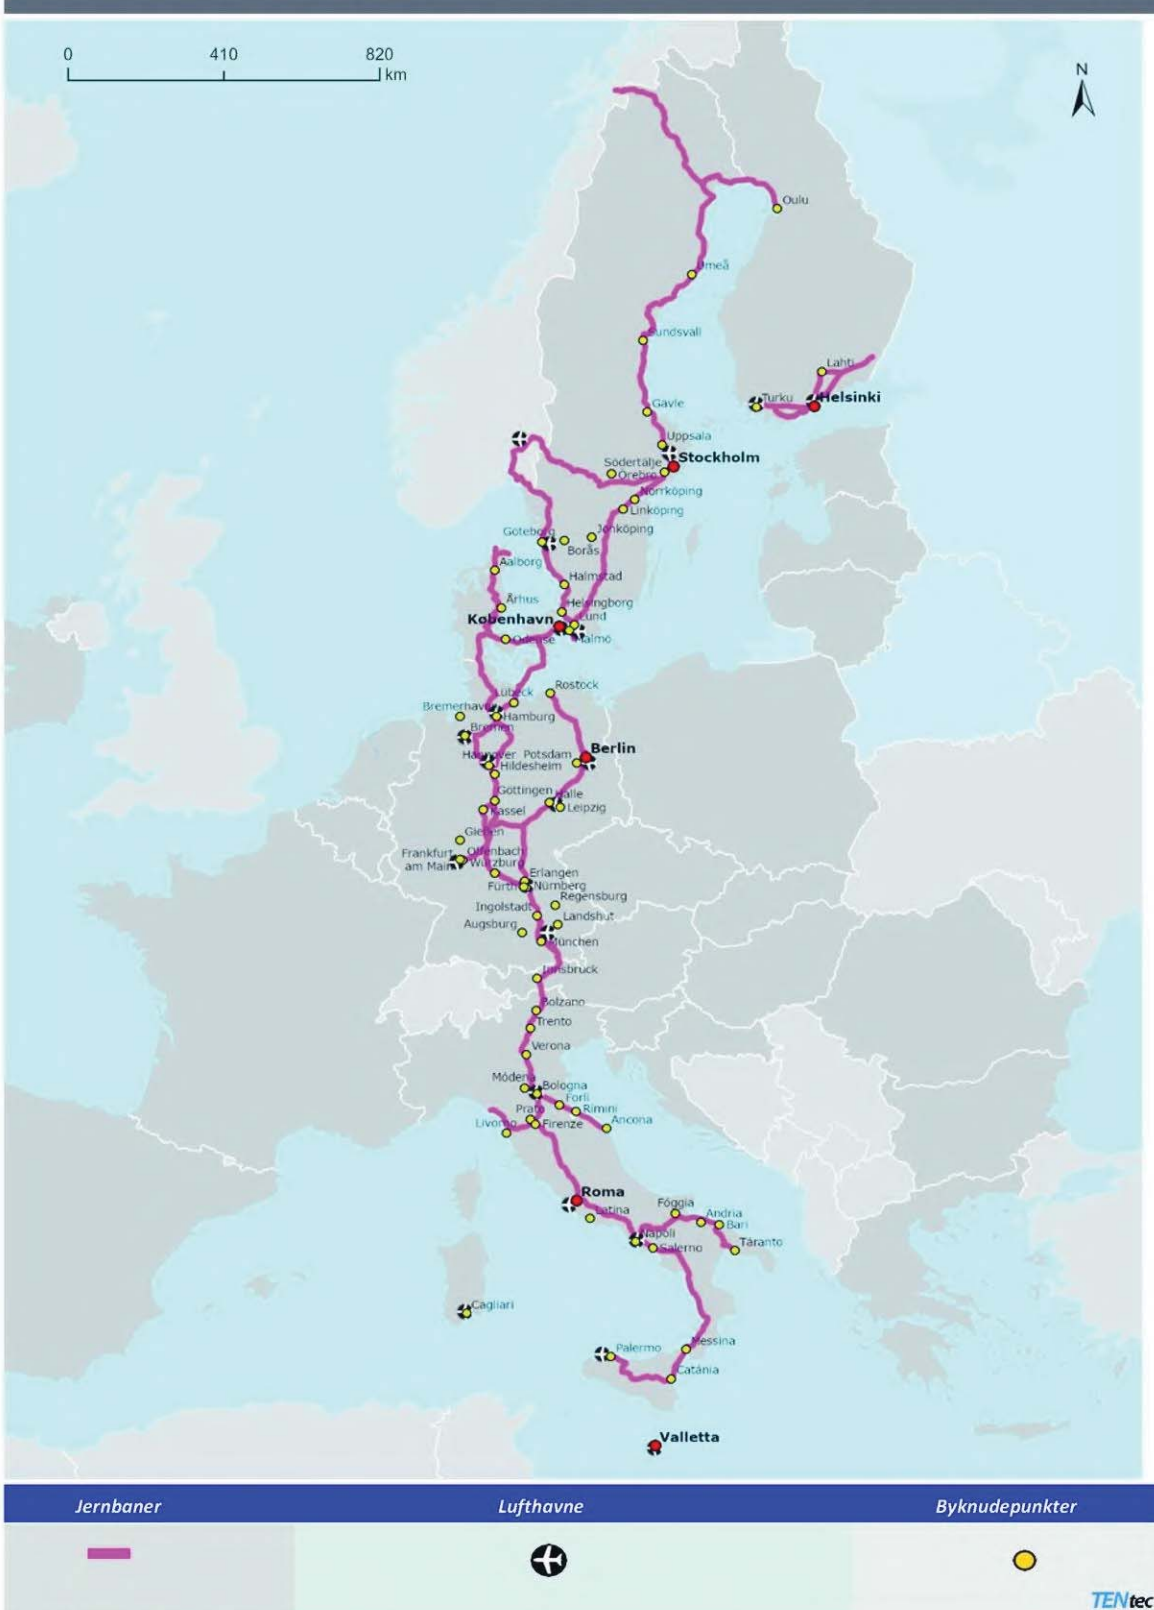 0 410 820
km
N
Oulu
Umeå
Sundsvall
Lahti
Turku
Helsinki
Gävle
Uppsala
Stockholm
Södertälje
Örebro
Norrköping
Linköping
Göteborg
Jönköping
Borås
Aalborg
Halmstad
Århus
Helsingborg
København
Lund
Odense
Malmö
Rostock
Lübeck
Bremerhaven
Hamburg
Bremen
Berlin
Hannover
Potsdam
Hildesheim
Göttingen
Halle
Kassel
Leipzig
Gießen
Frankfurt
am Main
Offenbach
Würzburg
Erlangen
Fürth
Nürnberg
Regensburg
Ingolstadt
Landshut
Augsburg
München
Innsbruck
Bolzano
Trento
Verona
Módena
Bologna
Forlì
Rimini
Prato
Livorno
Firenze
Ancona
Roma
Latina
Fóggia
Andria
Bari
Napoli
Salerno
Táranto
Cagliari
Messina
Palermo
Catánia
Valletta
Jernbaner Lufthavne Byknudepunkter
TENtec